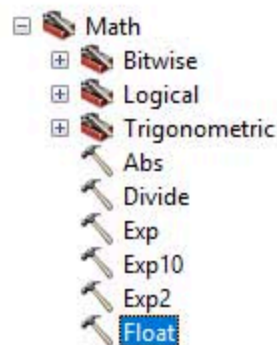 Math
Bitwise
Logical
Trigonometric
Abs
Divide
Exp
Exp10
Exp2
Float